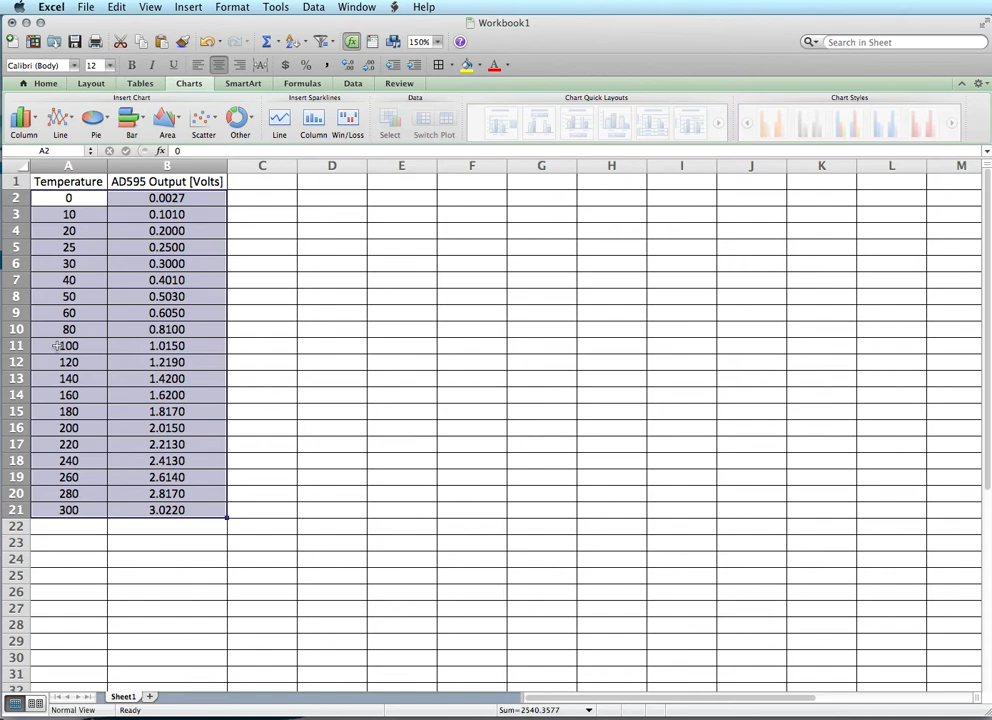 Excel File Edit View Insert Format Tools Data Window Help
Workbook1
150% Search in Sheet
Calibri (Body) 12 B I U A $ % , A
Home Layout Tables Charts SmartArt Formulas Data Review
Insert Chart Insert Sparklines Data Chart Quick Layouts Chart Styles
Column Line Pie Bar Area Scatter Other Line Column Win/Loss Select Switch Plot
A2 fx 0
A B C D E F G H I J K L M
1 Temperature AD595 Output [Volts]
2 0 0.0027
3 10 0.1010
4 20 0.2000
5 25 0.2500
6 30 0.3000
7 40 0.4010
8 50 0.5030
9 60 0.6050
10 80 0.8100
11 100 1.0150
12 120 1.2190
13 140 1.4200
14 160 1.6200
15 180 1.8170
16 200 2.0150
17 220 2.2130
18 240 2.4130
19 260 2.6140
20 280 2.8170
21 300 3.0220
22
23
24
25
26
27
28
29
30
31
32
Sheet1
Normal View Ready Sum=2540.3577